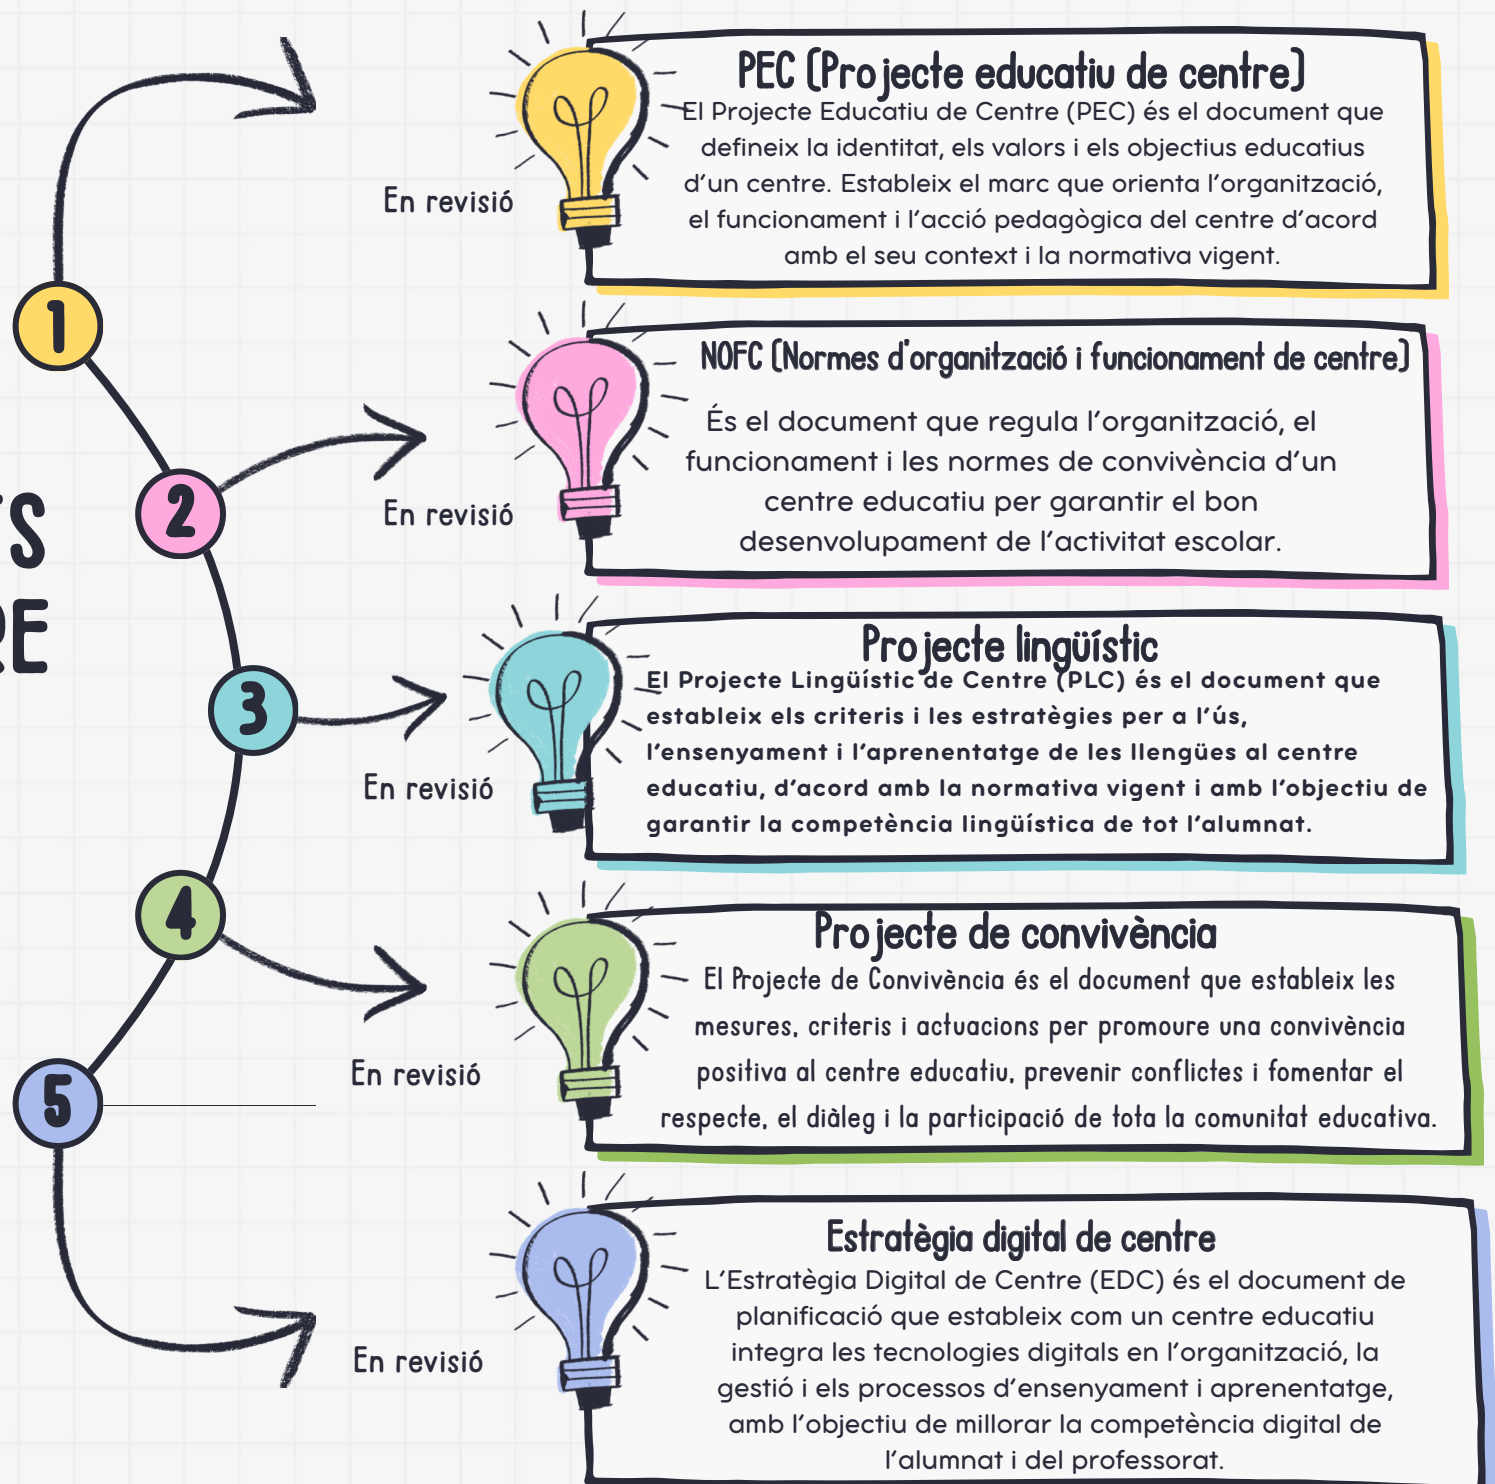 PEC (Projecte educatiu de centre)
El Projecte Educatiu de Centre (PEC) és el document que
defineix la identitat, els valors i els objectius educatius
d'un centre. Estableix el marc que orienta l'organització,
el funcionament i l'acció pedagògica del centre d'acord
amb el seu context i la normativa vigent.
En revisió
1
NOFC (Normes d'organització i funcionament de centre)
És el document que regula l'organització, el
funcionament i les normes de convivència d'un
centre educatiu per garantir el bon
desenvolupament de l'activitat escolar.
2
En revisió
Projecte lingüístic
El Projecte Lingüístic de Centre (PLC) és el document que
estableix els criteris i les estratègies per a l'ús,
l'ensenyament i l'aprenentatge de les llengües al centre
educatiu, d'acord amb la normativa vigent i amb l'objectiu de
garantir la competència lingüística de tot l'alumnat.
3
En revisió
4
Projecte de convivència
El Projecte de Convivència és el document que estableix les
mesures, criteris i actuacions per promoure una convivència
positiva al centre educatiu, prevenir conflictes i fomentar el
respecte, el diàleg i la participació de tota la comunitat educativa.
En revisió
5
Estratègia digital de centre
L'Estratègia Digital de Centre (EDC) és el document de
planificació que estableix com un centre educatiu
integra les tecnologies digitals en l'organització, la
gestió i els processos d'ensenyament i aprenentatge,
amb l'objectiu de millorar la competència digital de
l'alumnat i del professorat.
En revisió